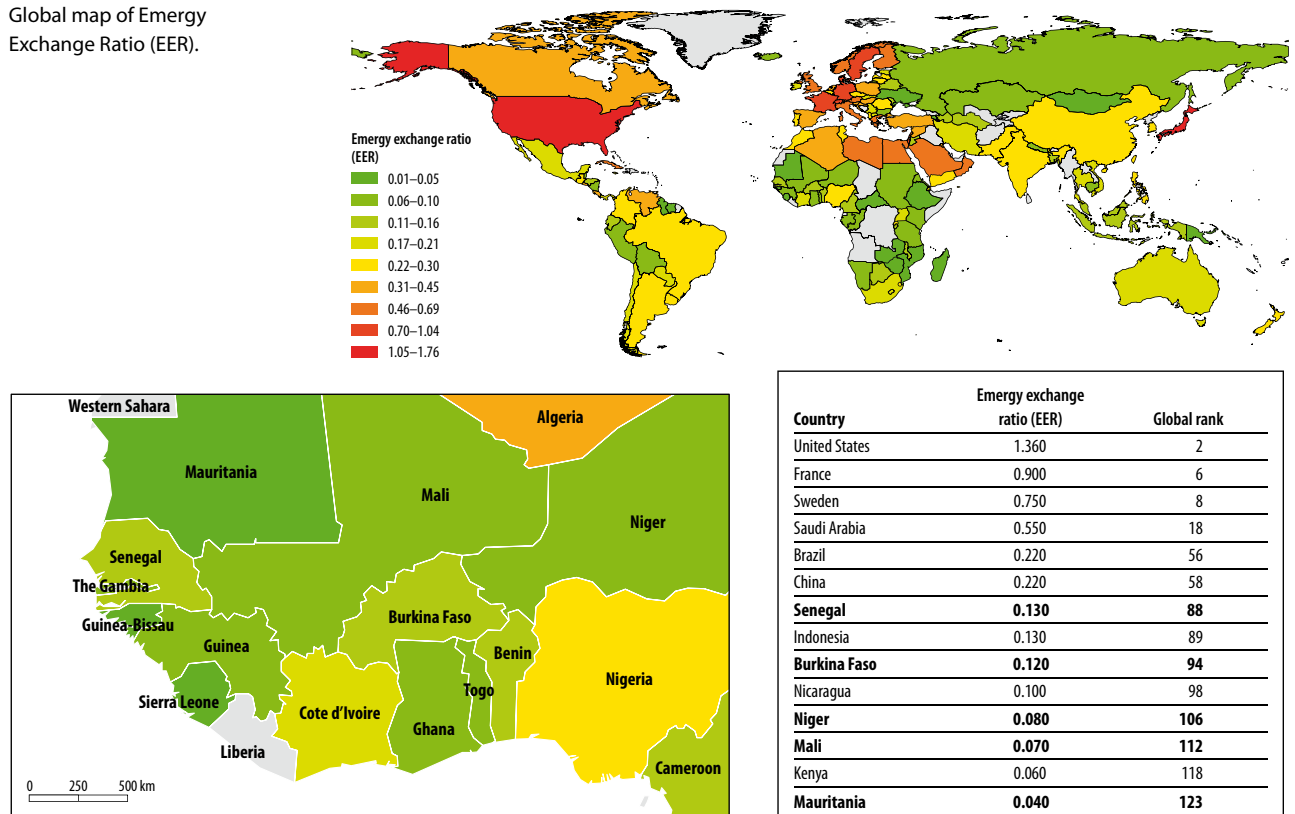 Global map of Emergy
Exchange Ratio (EER).
Emergy exchange ratio
(EER)
0.01–0.05
0.06–0.10
0.11–0.16
0.17–0.21
0.22–0.30
0.31–0.45
0.46–0.69
0.70–1.04
1.05–1.76
Western Sahara
Algeria
Mauritania
Mali
Niger
Senegal
The Gambia
Guinea-Bissau
Burkina Faso
Guinea
Benin
Nigeria
Togo
Sierra Leone
Cote d'Ivoire
Ghana
Liberia
Cameroon
0 250 500 km
Emergy exchange
Country ratio (EER) Global rank
United States 1.360 2
France 0.900 6
Sweden 0.750 8
Saudi Arabia 0.550 18
Brazil 0.220 56
China 0.220 58
Senegal 0.130 88
Indonesia 0.130 89
Burkina Faso 0.120 94
Nicaragua 0.100 98
Niger 0.080 106
Mali 0.070 112
Kenya 0.060 118
Mauritania 0.040 123